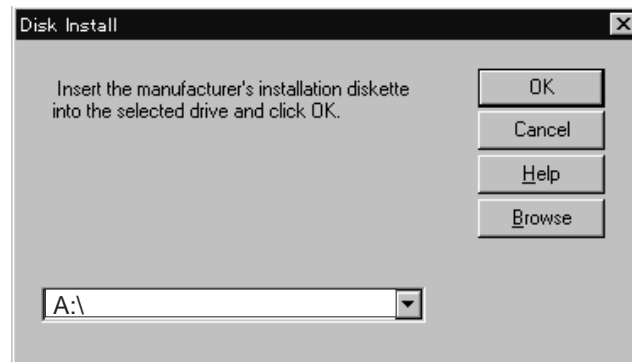 Disk Install
Insert the manufacturer's installation diskette
into the selected drive and click OK.
OK
Cancel
Help
Browse
A:\